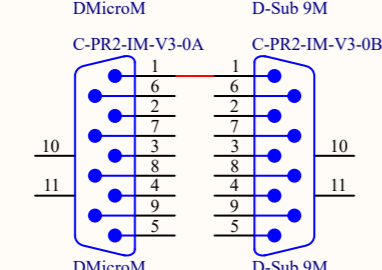 DMicroM D-Sub 9M
C-PR2-IM-V3-0A C-PR2-IM-V3-0B
1 1
6 6
2 2
7 7
10 3 3 10
8 8
11 4 4 11
9 9
5 5
DMicroM D-Sub 9M